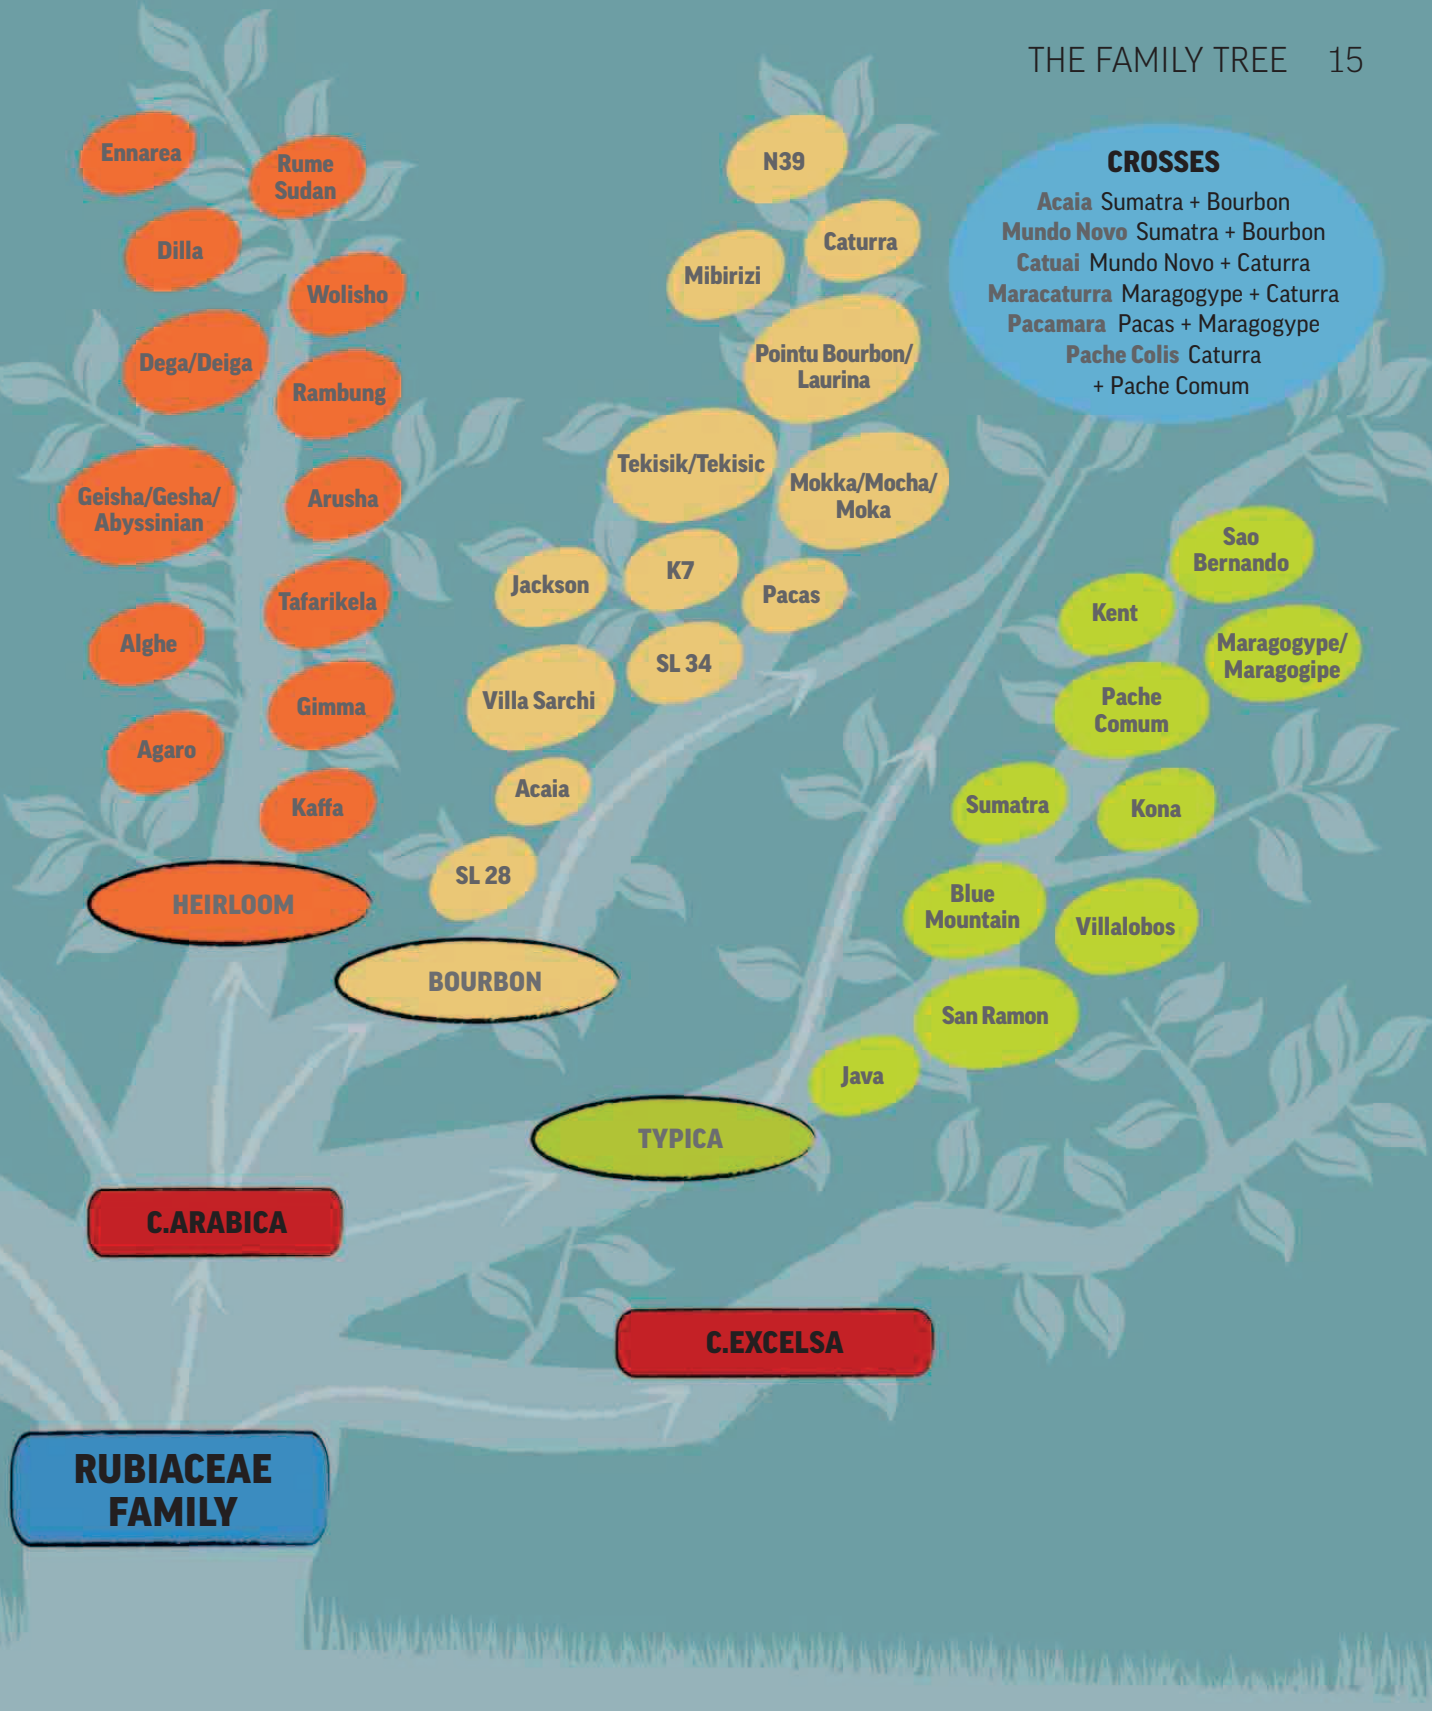 THE FAMILY TREE 15
CROSSES
Acaia Sumatra + Bourbon
Mundo Novo Sumatra + Bourbon
Catuai Mundo Novo + Caturra
Maracaturra Maragogype + Caturra
Pacamara Pacas + Maragogype
Pache Colis Caturra
+ Pache Comum
Ennarea
Rume
Sudan
Dilla
Wolisho
Dega/Deiga
Rambung
Geisha/Gesha/
Abyssinian
Arusha
Tafarikela
Alghe
Gimma
Agaro
Kaffa
HEIRLOOM
N39
Caturra
Mibirizi
Pointu Bourbon/
Laurina
Tekisik/Tekisic
Mokka/Mocha/
Moka
Jackson
K7
Pacas
SL 34
Villa Sarchi
Acaia
SL 28
BOURBON
Sao
Bernando
Kent
Maragogype/
Maragogipe
Pache
Comum
Sumatra
Kona
Blue
Mountain
Villalobos
San Ramon
Java
TYPICA
C.ARABICA
C.EXCELSA
RUBIACEAE
FAMILY